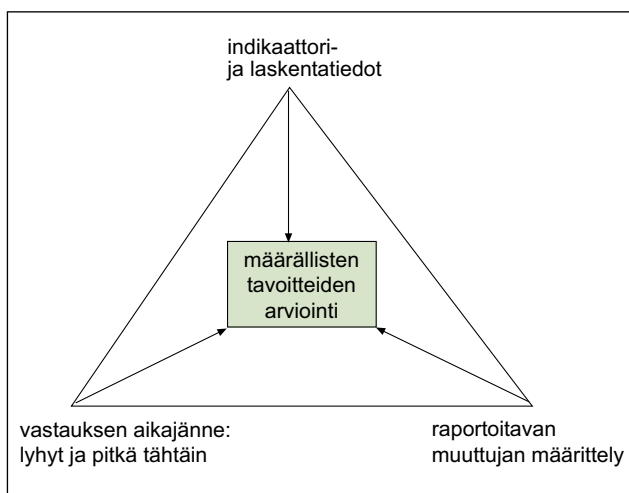 indikaattori-
ja laskentatiedot
määrällisten
tavoitteiden
arviointi
vastauksen aikajänne:
lyhyt ja pitkä tähtäin
raportoitavan
muuttujan määrittely